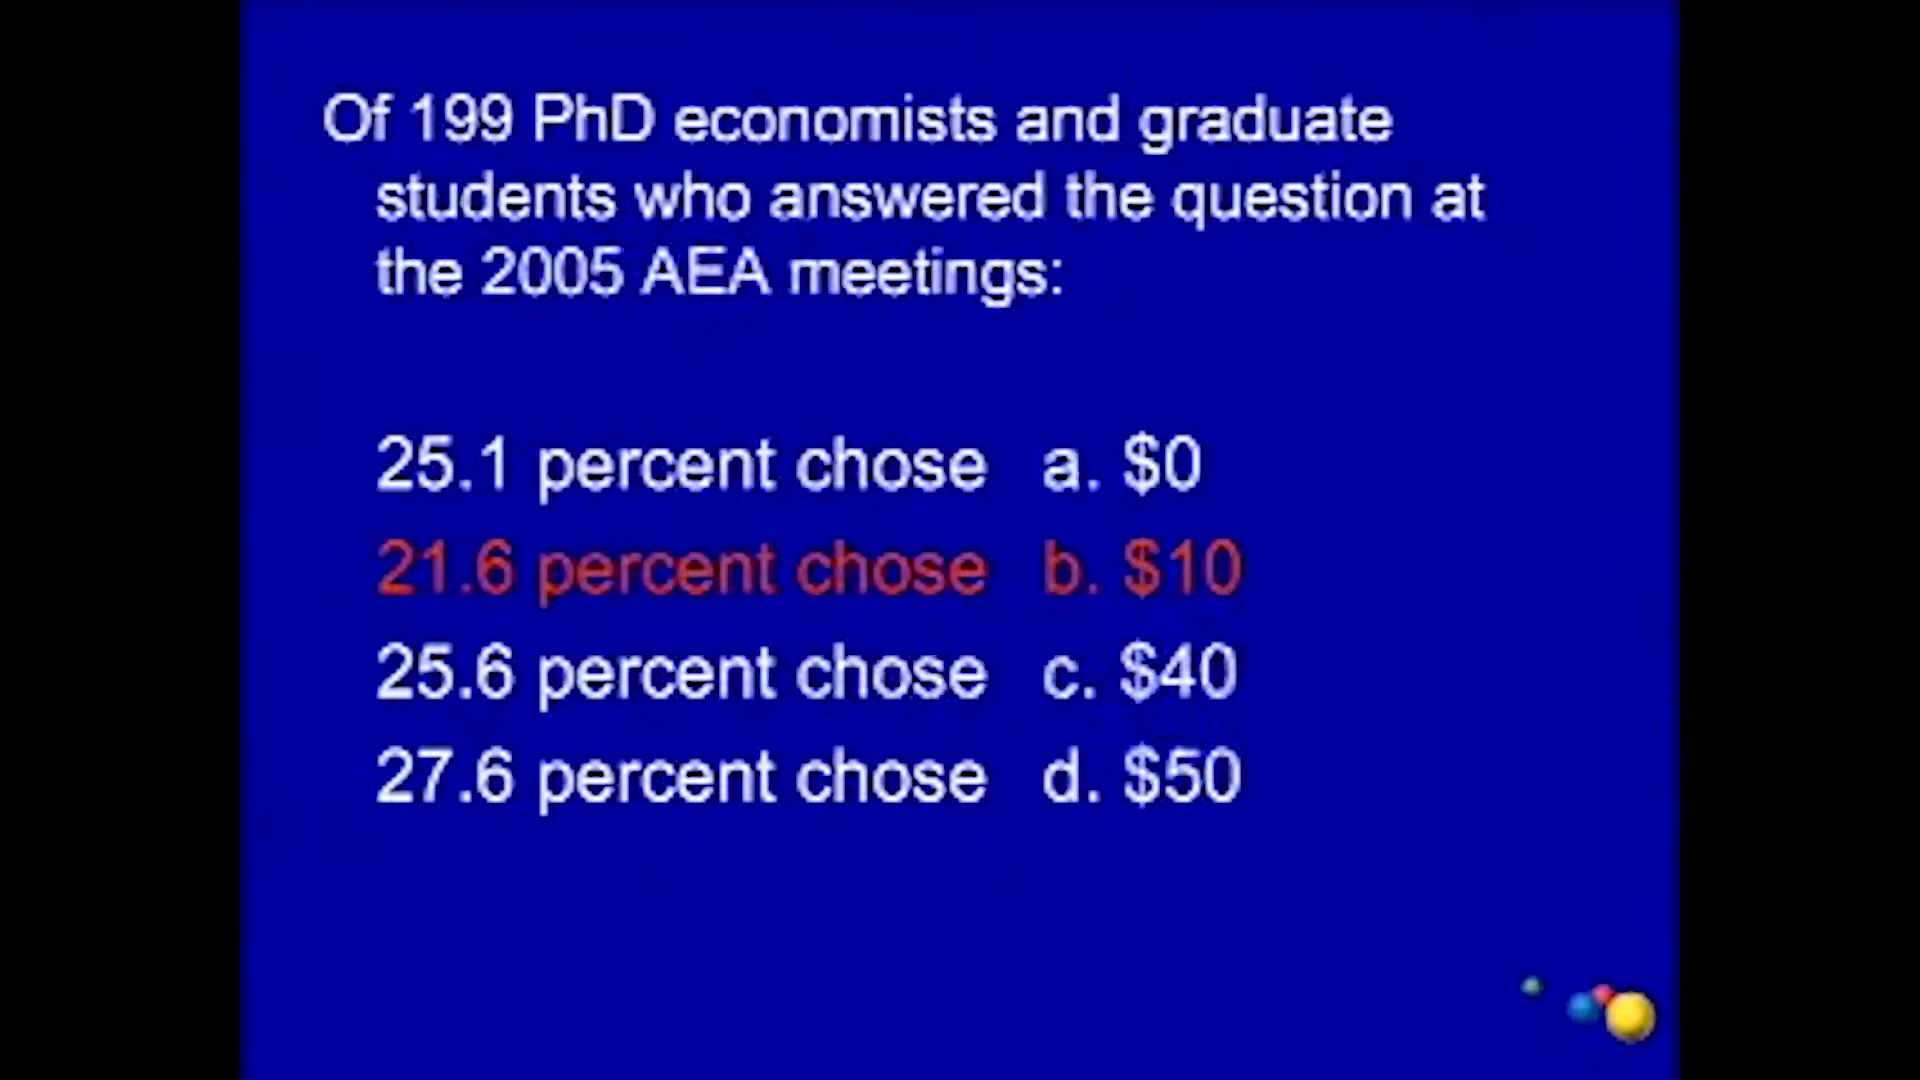 Of 199 PhD economists and graduate
students who answered the question at
the 2005 AEA meetings:
25.1 percent chose a. $0
21.6 percent chose b. $10
25.6 percent chose c. $40
27.6 percent chose d. $50